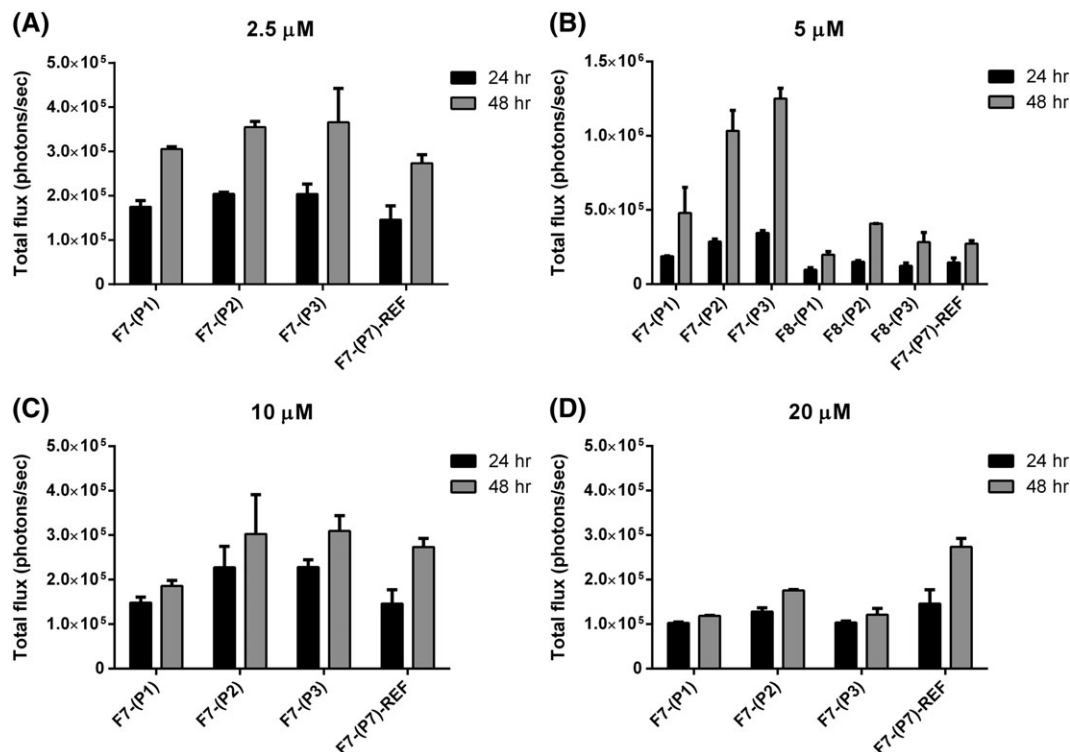 (A)
2.5 μM
Total flux (photons/sec)
5.0×10⁵
4.0×10⁵
3.0×10⁵
2.0×10⁵
1.0×10⁵
0
24 hr
48 hr
F7-(P1)
F7-(P2)
F7-(P3)
F7-(P7)-REF
(B)
5 μM
Total flux (photons/sec)
1.5×10⁶
1.0×10⁶
5.0×10⁵
0
24 hr
48 hr
F7-(P1)
F7-(P2)
F7-(P3)
F8-(P1)
F8-(P2)
F8-(P3)
F7-(P7)-REF
(C)
10 μM
Total flux (photons/sec)
5.0×10⁵
4.0×10⁵
3.0×10⁵
2.0×10⁵
1.0×10⁵
0
24 hr
48 hr
F7-(P1)
F7-(P2)
F7-(P3)
F7-(P7)-REF
(D)
20 μM
Total flux (photons/sec)
5.0×10⁵
4.0×10⁵
3.0×10⁵
2.0×10⁵
1.0×10⁵
0
24 hr
48 hr
F7-(P1)
F7-(P2)
F7-(P3)
F7-(P7)-REF